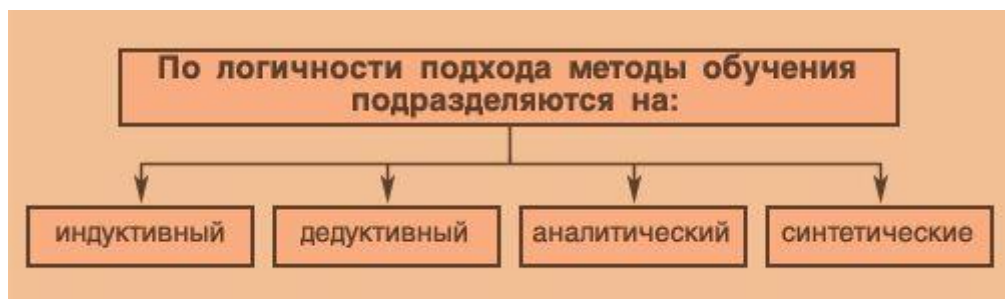 По логичности подхода методы обучения
подразделяются на:
индуктивный
дедуктивный
аналитический
синтетические